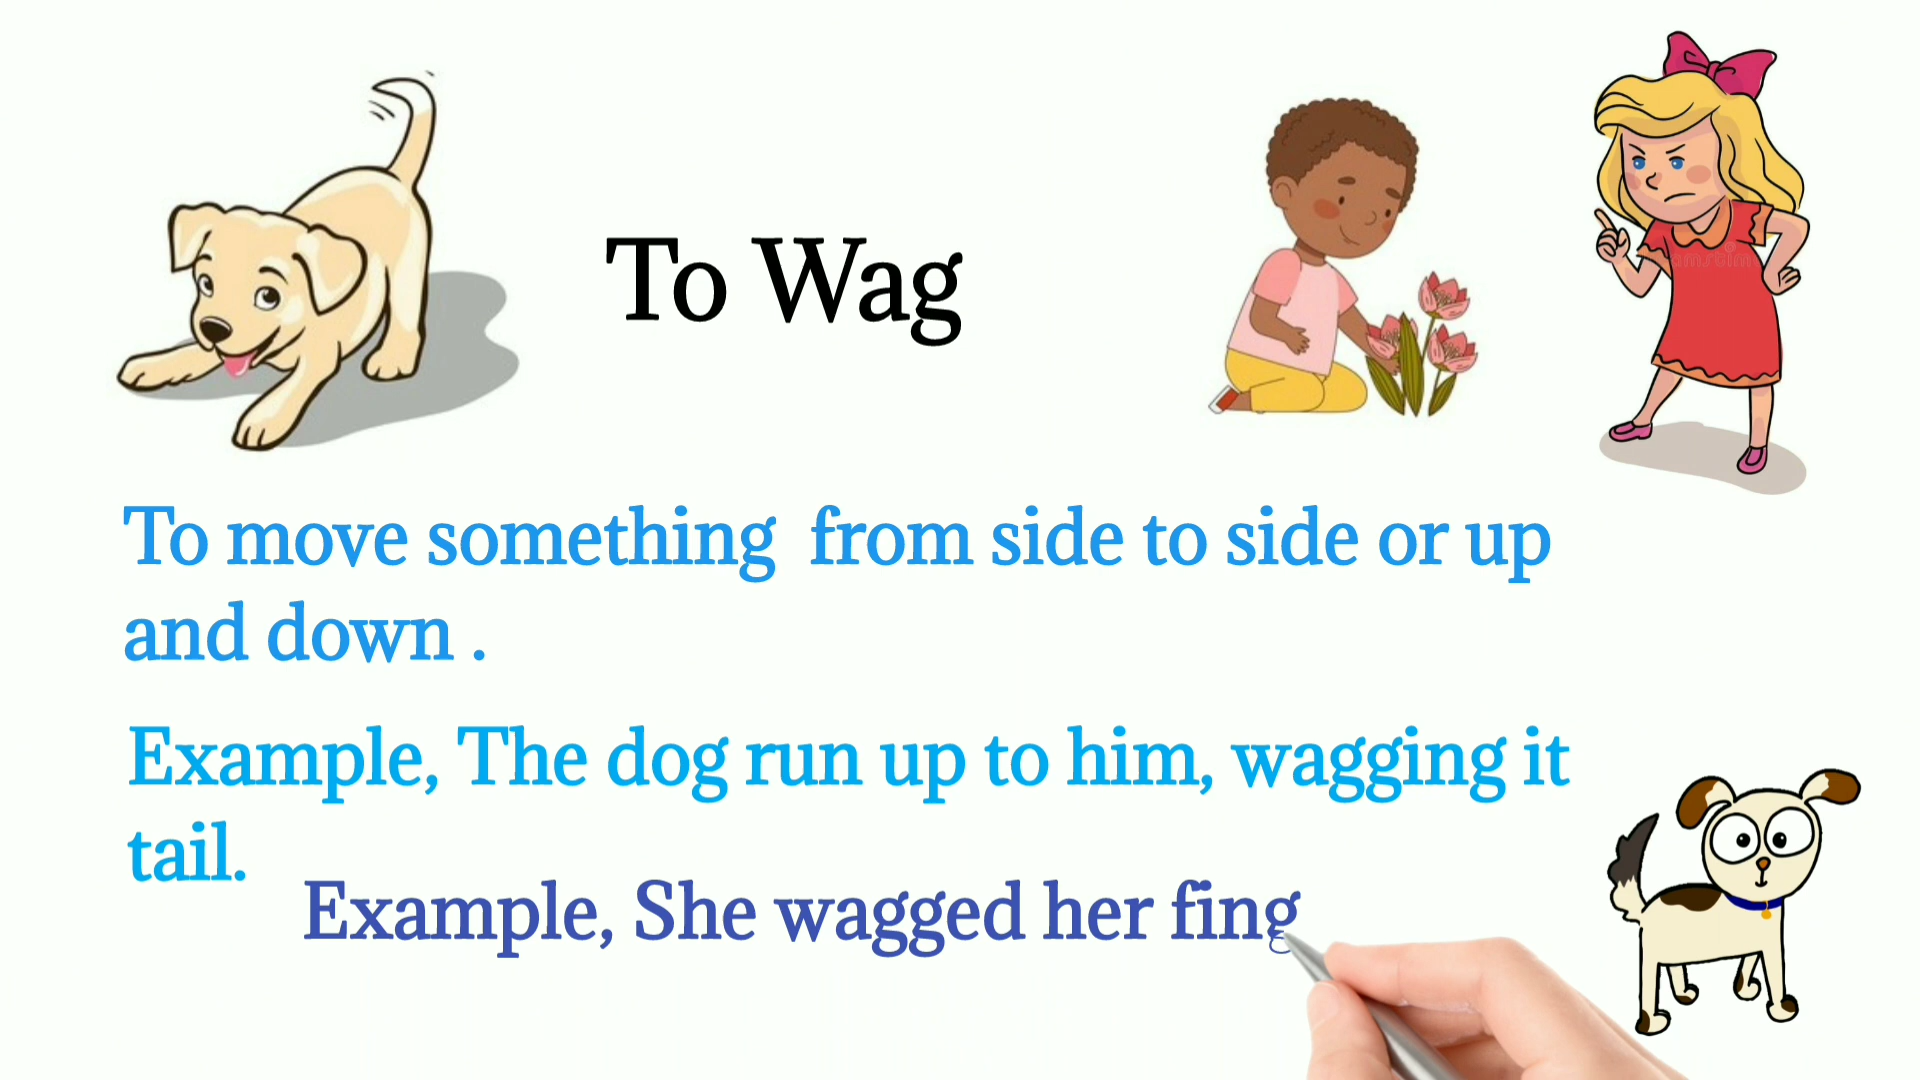 To Wag
To move something from side to side or up
and down .
Example, The dog run up to him, wagging it
tail.
Example, She wagged her fing